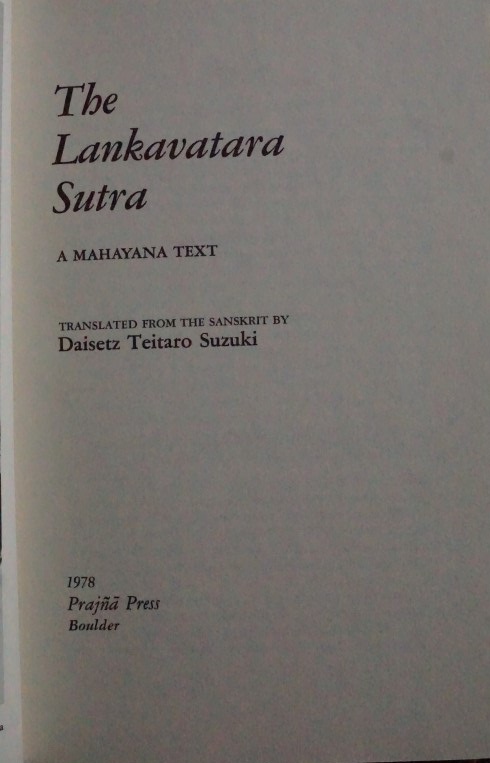 The
Lankavatara
Sutra
A MAHAYANA TEXT
TRANSLATED FROM THE SANSKRIT BY
Daisetz Teitaro Suzuki
1978
Prajñā Press
Boulder